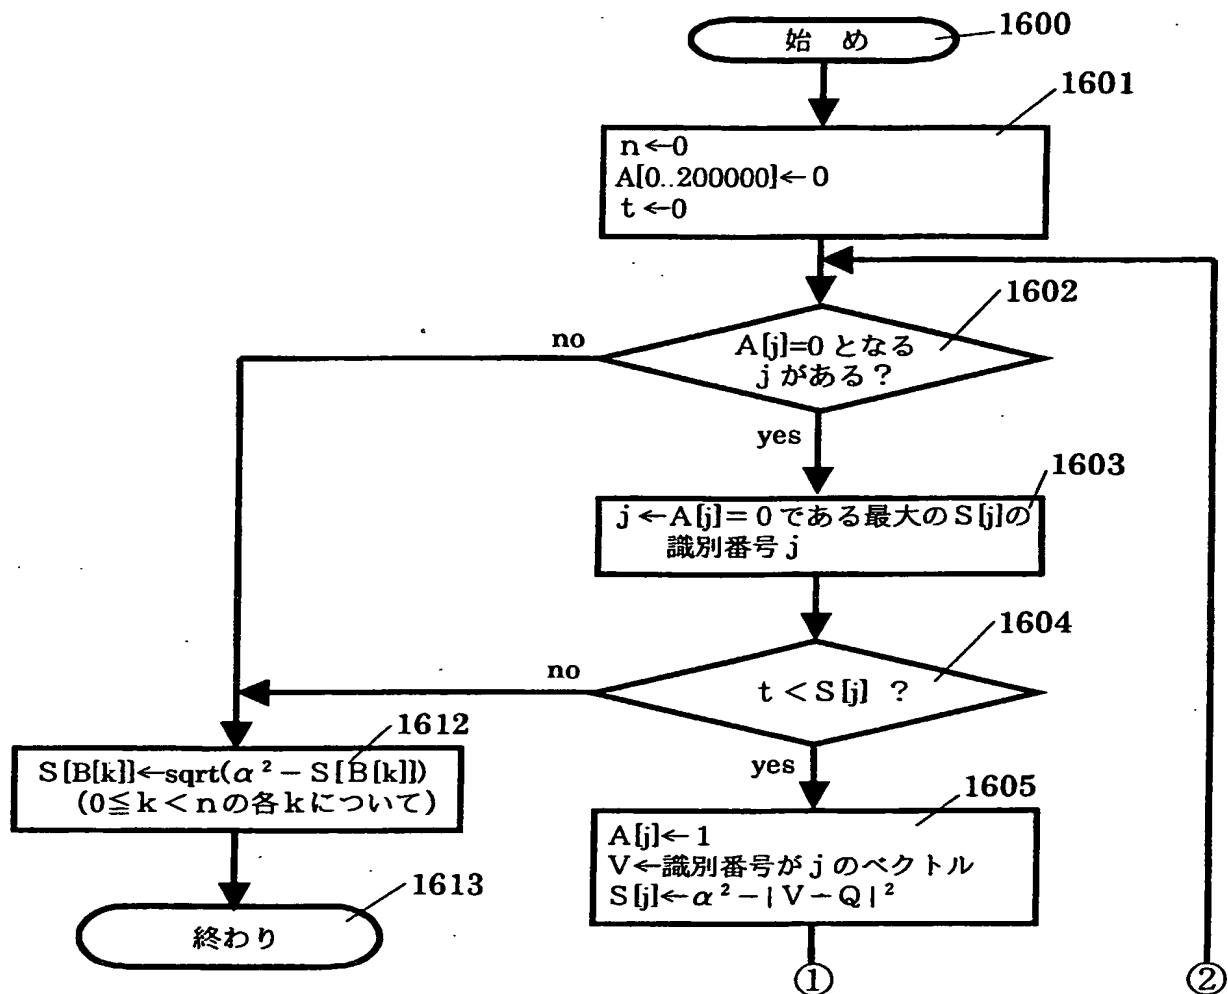 始 め
1600
1601
n←0
A[0..200000]←0
t←0
1602
A[j]=0 となる
j がある?
no
yes
1603
j←A[j]=0である最大のS[j]の
識別番号 j
1604
t<S[j] ?
no
yes
1612
S[B[k]]←sqrt(α²−S[B[k]])
(0≦k<nの各kについて)
1605
A[j]←1
V←識別番号が j のベクトル
S[j]←α²−|V−Q|²
1613
終わり
①
②